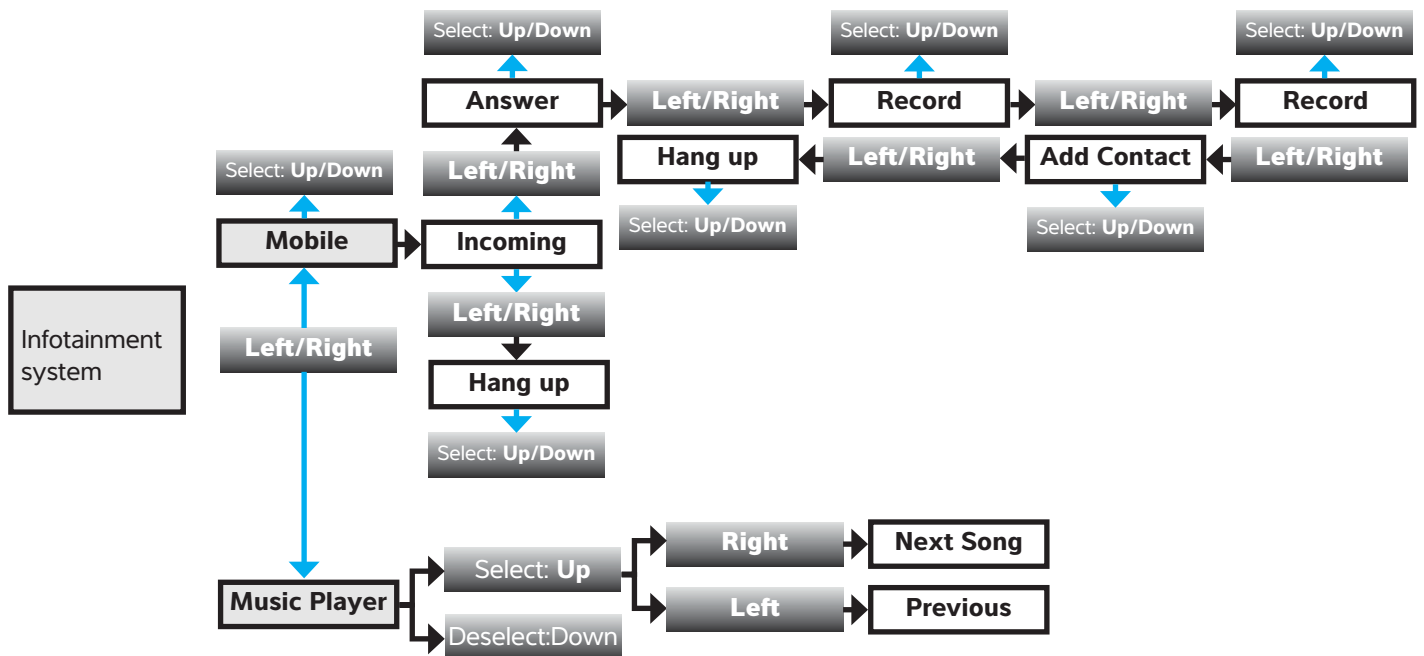 Select: Up/Down
Select: Up/Down
Select: Up/Down
Answer
Left/Right
Record
Left/Right
Record
Hang up
Left/Right
Add Contact
Left/Right
Select: Up/Down
Left/Right
Select: Up/Down
Select: Up/Down
Mobile
Incoming
Left/Right
Infotainment
system
Left/Right
Hang up
Select: Up/Down
Right
Next Song
Select: Up
Music Player
Left
Previous
Deselect:Down